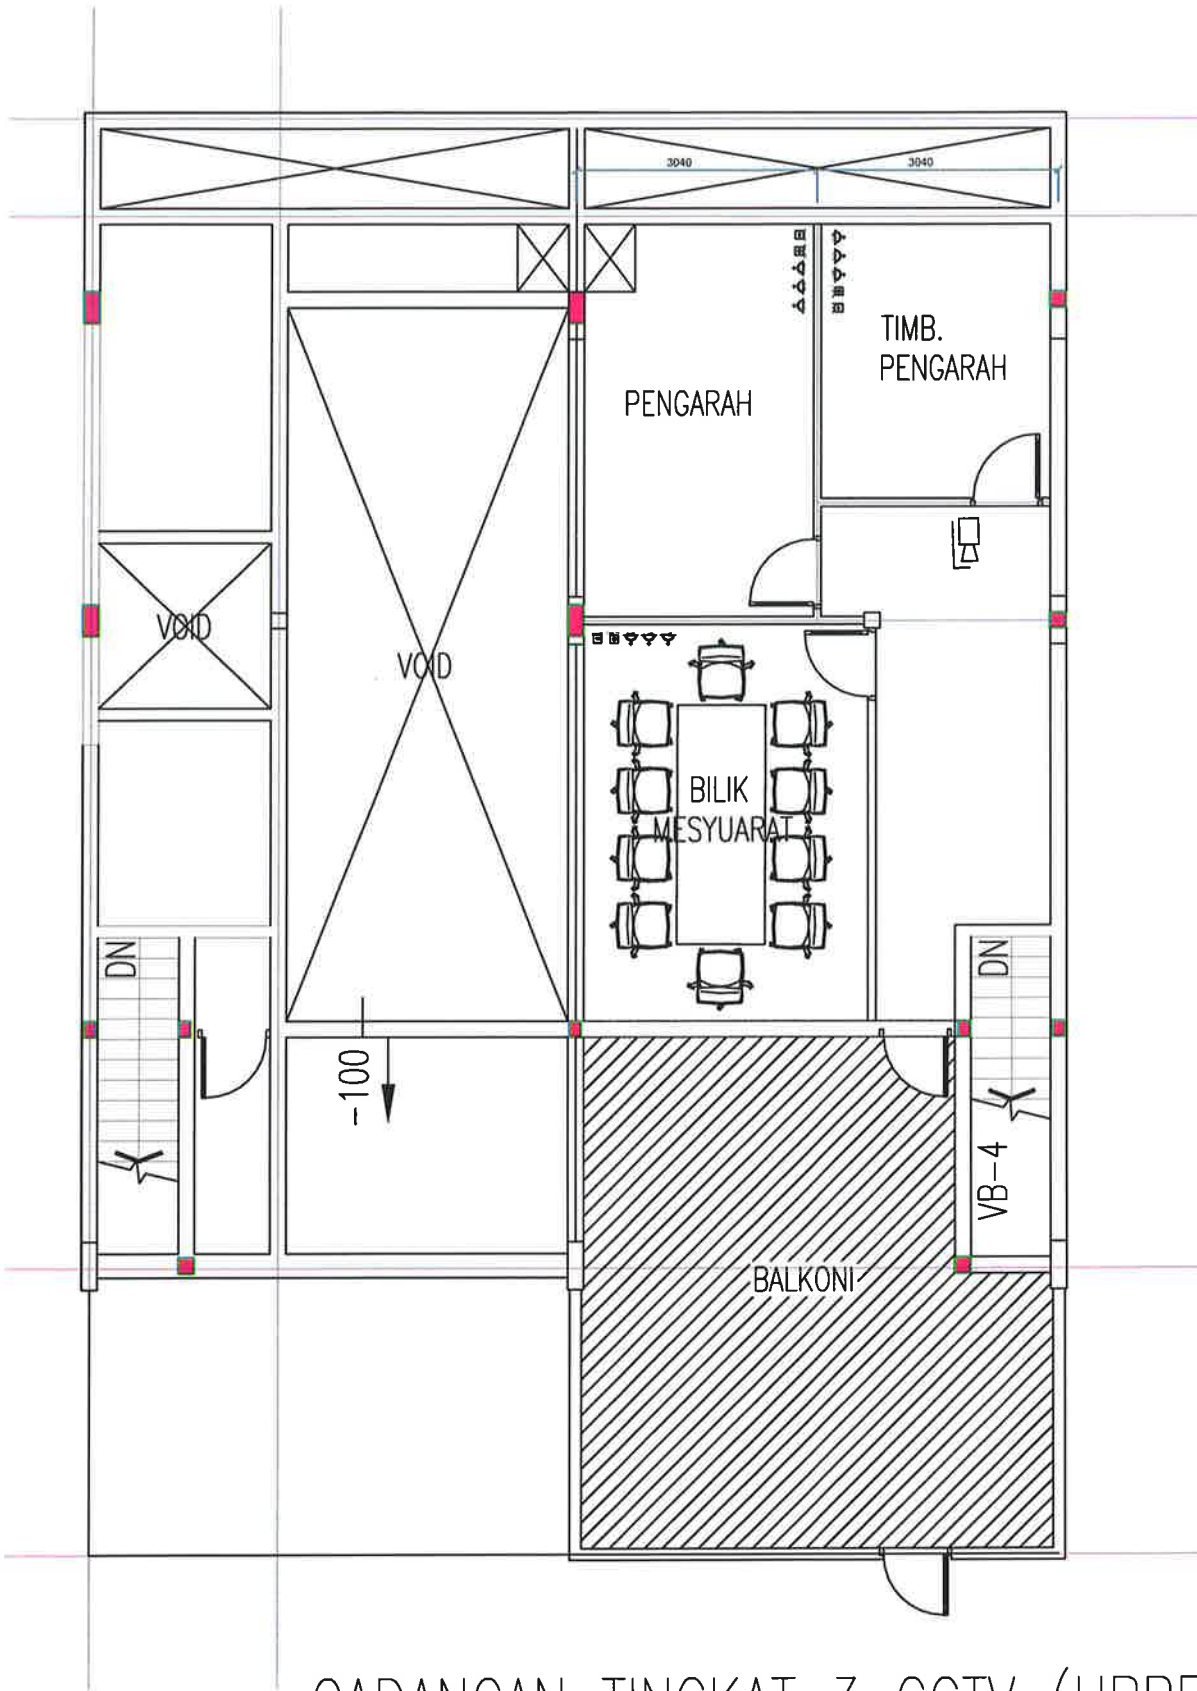 3040 3040
TIMB.
PENGARAH
PENGARAH
VOID
VOID
BILIK
MESYUARAT
DN
DN
-100
VB-4
BALKONI